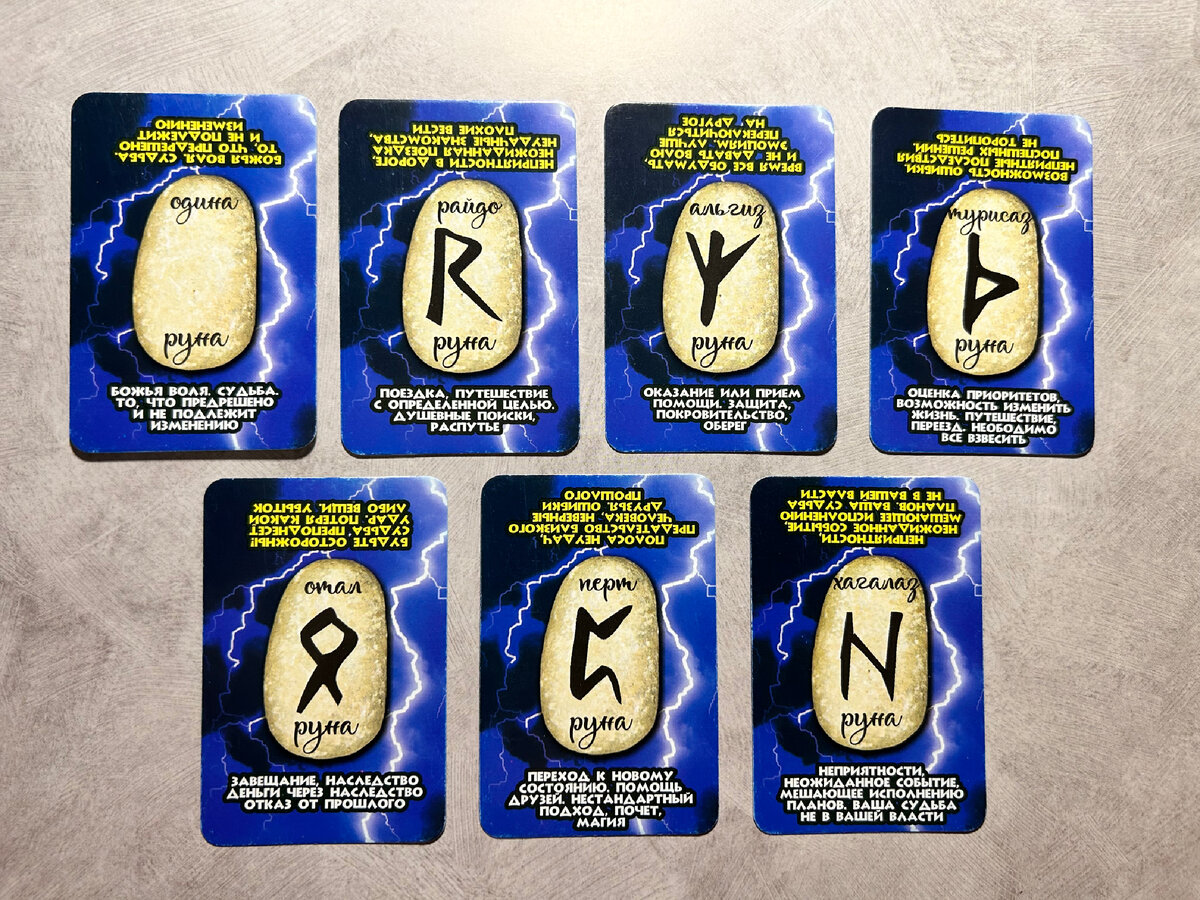 БОЖЬЯ ВОЛЯ. СУДЬБА.
ТО, ЧТО ПРЕДРЕШЕНО
И НЕ ПОДЛЕЖИТ
ИЗМЕНЕНИЮ
одина
руна
БОЖЬЯ ВОЛЯ. СУДЬБА.
ТО, ЧТО ПРЕДРЕШЕНО
И НЕ ПОДЛЕЖИТ
ИЗМЕНЕНИЮ
НЕПРИЯТНОСТИ В ДОРОГЕ,
НЕОЖИДАННАЯ ПОЕЗДКА,
НЕУДАЧНЫЕ ЗНАКОМСТВА,
ПЛОХИЕ ВЕСТИ
райдо
руна
ПОЕЗДКА, ПУТЕШЕСТВИЕ
С ОПРЕДЕЛЕННОЙ ЦЕЛЬЮ.
ДУШЕВНЫЕ ПОИСКИ,
РАСПУТЬЕ
ВРЕМЯ ВСЕ ОБДУМАТЬ,
И НЕ ДАВАТЬ ВОЛЮ
ЭМОЦИЯМ. ЛУЧШЕ
ПЕРЕКЛЮЧИТЬСЯ
НА ДРУГОЕ
альгиз
руна
ОКАЗАНИЕ ИЛИ ПРИЕМ
ПОМОЩИ. ЗАЩИТА,
ПОКРОВИТЕЛЬСТВО,
ОБЕРЕГ
ВОЗМОЖНОСТЬ ОШИБКИ.
НЕПРИЯТНЫЕ ПОСЛЕДСТВИЯ
ПОСПЕШНЫХ РЕШЕНИЙ.
НЕ ТОРОПИТЕСЬ
турисаз
руна
ОЦЕНКА ПРИОРИТЕТОВ,
ВОЗМОЖНОСТЬ ИЗМЕНИТЬ
ЖИЗНЬ. ПУТЕШЕСТВИЕ,
ПЕРЕЕЗД. НЕОБОДИМО
ВСЕ ВЗВЕСИТЬ
БУДЬТЕ ОСТОРОЖНЫ!
СУДЬБА ПРЕПОДНЕСЕТ
УДАР. ПОТЕРЯ КАКОЙ
ЛИБО ВЕЩИ. УБЫТОК
отал
руна
ЗАВЕЩАНИЕ, НАСЛЕДСТВО
ДЕНЬГИ ЧЕРЕЗ НАСЛЕДСТВО
ОТКАЗ ОТ ПРОШЛОГО
ПОЛОСА НЕУДАЧ,
ПРЕДАТЕЛЬСТВО БЛИЗКОГО
ЧЕЛОВЕКА, НЕВЕРНЫЕ
ДРУЗЬЯ. ОШИБКИ
ПРОШЛОГО
перт
руна
ПЕРЕХОД К НОВОМУ
СОСТОЯНИЮ. ПОМОЩЬ
ДРУЗЕЙ. НЕСТАНДАРТНЫЙ
ПОДХОД, ПОЧЕТ,
МАГИЯ
НЕПРИЯТНОСТИ,
НЕОЖИДАННОЕ СОБЫТИЕ,
МЕШАЮЩЕЕ ИСПОЛНЕНИЮ
ПЛАНОВ. ВАША СУДЬБА
НЕ В ВАШЕЙ ВЛАСТИ
хагалаз
руна
НЕПРИЯТНОСТИ,
НЕОЖИДАННОЕ СОБЫТИЕ,
МЕШАЮЩЕЕ ИСПОЛНЕНИЮ
ПЛАНОВ. ВАША СУДЬБА
НЕ В ВАШЕЙ ВЛАСТИ